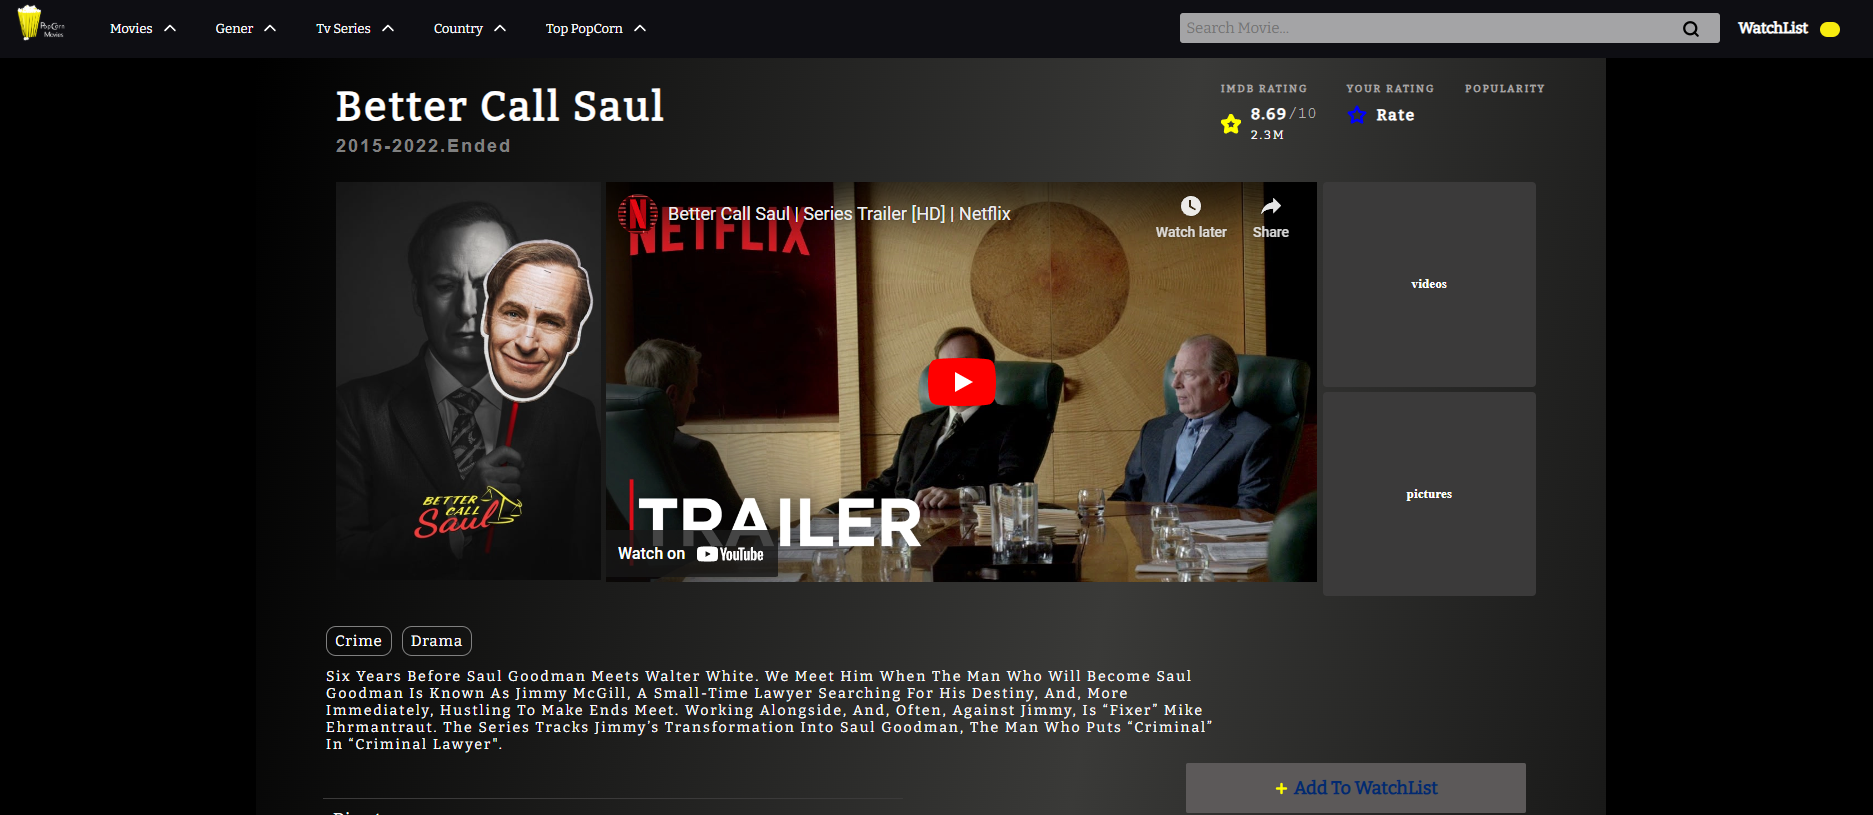 PopCorn
Movies
Movies
Gener
Tv Series
Country
Top PopCorn
Search Movie...
WatchList
Better Call Saul
2015-2022.Ended
IMDB RATING
8.69/10
2.3M
YOUR RATING
Rate
POPULARITY
BETTER
CALL
Saul
NETFLIX
Better Call Saul | Series Trailer [HD] | Netflix
Watch later
Share
TRAILER
Watch on YouTube
videos
pictures
Crime
Drama
Six Years Before Saul Goodman Meets Walter White. We Meet Him When The Man Who Will Become Saul
Goodman Is Known As Jimmy McGill, A Small-Time Lawyer Searching For His Destiny, And, More
Immediately, Hustling To Make Ends Meet. Working Alongside, And, Often, Against Jimmy, Is “Fixer” Mike
Ehrmantraut. The Series Tracks Jimmy’s Transformation Into Saul Goodman, The Man Who Puts “Criminal”
In “Criminal Lawyer".
+ Add To WatchList